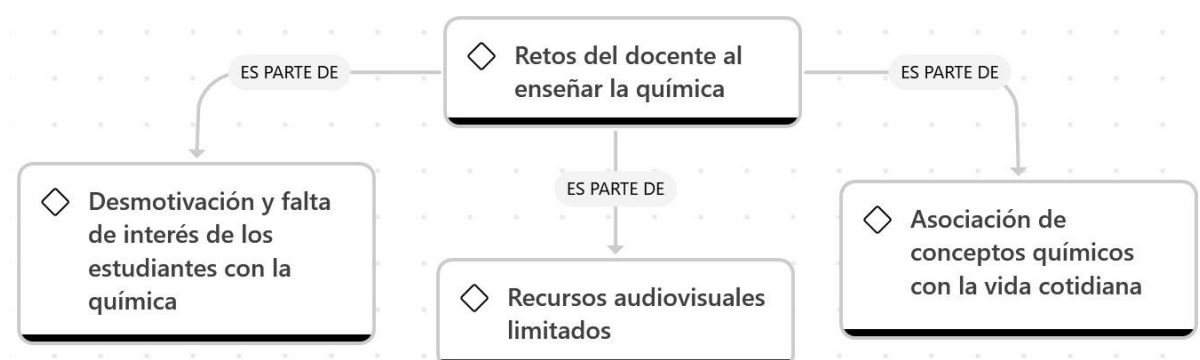 Retos del docente al
enseñar la química
ES PARTE DE
ES PARTE DE
ES PARTE DE
Desmotivación y falta
de interés de los
estudiantes con la
química
Recursos audiovisuales
limitados
Asociación de
conceptos químicos
con la vida cotidiana